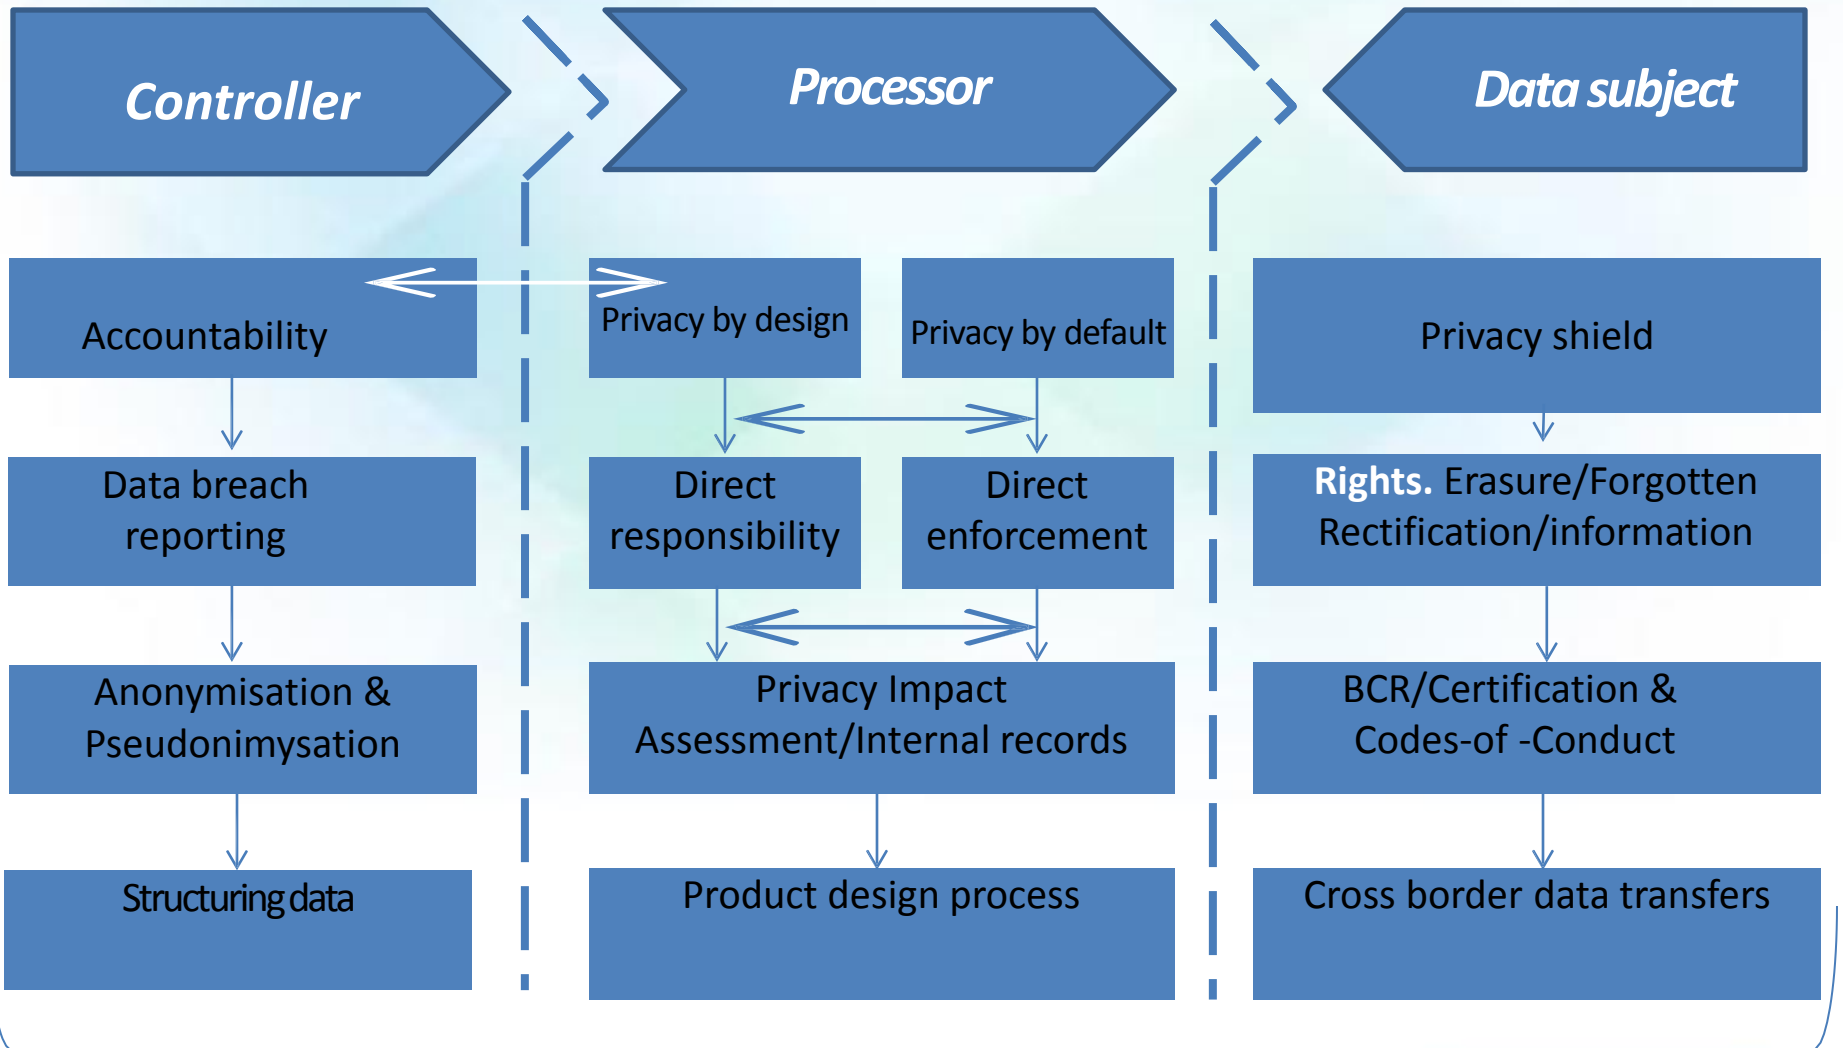 Controller
Processor
Data subject
Accountability
Privacy by design
Privacy by default
Privacy shield
Data breach
reporting
Direct
responsibility
Direct
enforcement
Rights. Erasure/Forgotten
Rectification/information
Anonymisation &
Pseudonimysation
Privacy Impact
Assessment/Internal records
BCR/Certification &
Codes-of -Conduct
Structuring data
Product design process
Cross border data transfers